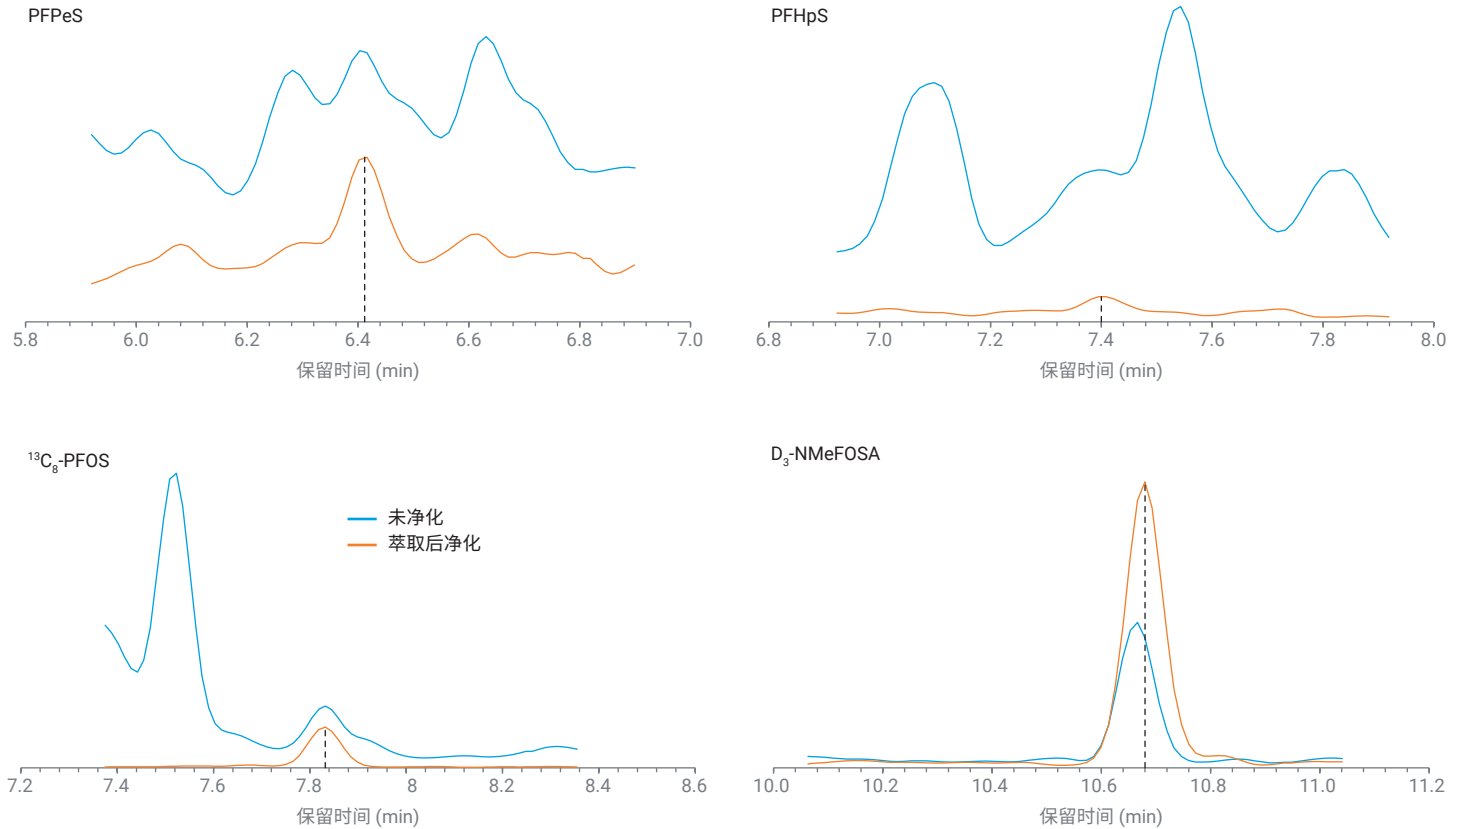 PFPeS
5.8 6.0 6.2 6.4 6.6 6.8 7.0
保留时间 (min)
PFHpS
6.8 7.0 7.2 7.4 7.6 7.8 8.0
保留时间 (min)
¹³C₈-PFOS
未净化
萃取后净化
7.2 7.4 7.6 7.8 8 8.2 8.4 8.6
保留时间 (min)
D₃-NMeFOSA
10.0 10.2 10.4 10.6 10.8 11.0 11.2
保留时间 (min)